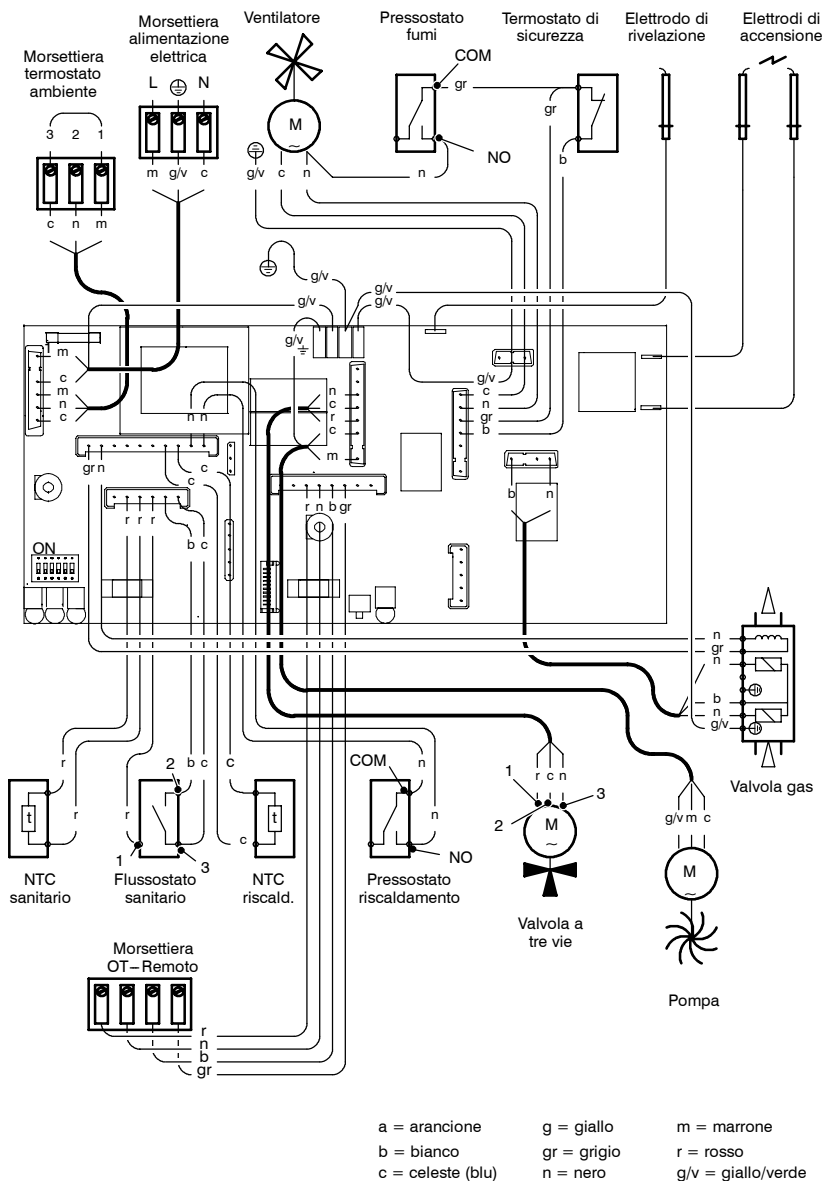 Ventilatore
Pressostato
fumi
Termostato di
sicurezza
Elettrodo di
rivelazione
Elettrodi di
accensione
Morsettiera
alimentazione
elettrica
Morsettiera
termostato
ambiente
L
N
COM
gr
gr
b
3 2 1
M
NO
m g/v c
g/v c n
n
c n m
g/v
g/v
g/v
g/v
g/v
m
c
m
n
c
n n
n
c
r
c
m
g/v
c
n
gr
b
gr n
c
c
r r r
b c
r n b gr
b n
ON
n
gr
n
b
n
g/v
r
r
2
b c
c
r
1
3
c
t
t
COM
n
n
NO
r c n
1
2
3
M
Valvola gas
g/v m c
M
NTC
sanitario
Flussostato
sanitario
NTC
riscald.
Pressostato
riscaldamento
Valvola a
tre vie
Pompa
Morsettiera
OT−Remoto
r
n
b
gr
a = arancione
g = giallo
m = marrone
b = bianco
gr = grigio
r = rosso
c = celeste (blu)
n = nero
g/v = giallo/verde